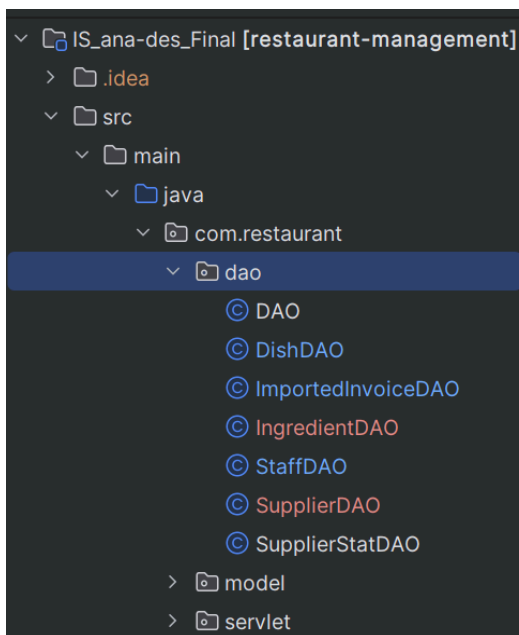 IS_ana-des_Final [restaurant-management]
.idea
src
main
java
com.restaurant
dao
DAO
DishDAO
ImportedInvoiceDAO
IngredientDAO
StaffDAO
SupplierDAO
SupplierStatDAO
model
servlet